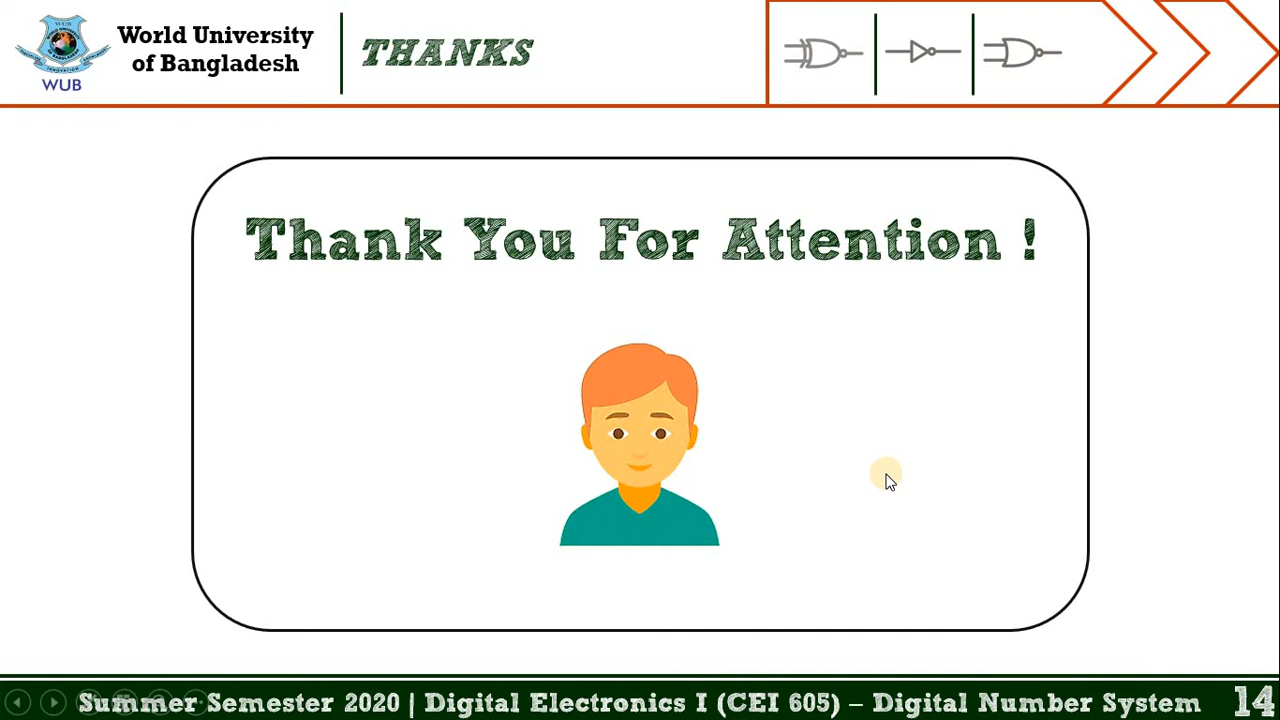 World University
of Bangladesh
WUB
THANKS
Thank You For Attention !
Summer Semester 2020 | Digital Electronics I (CEI 605) – Digital Number System
14